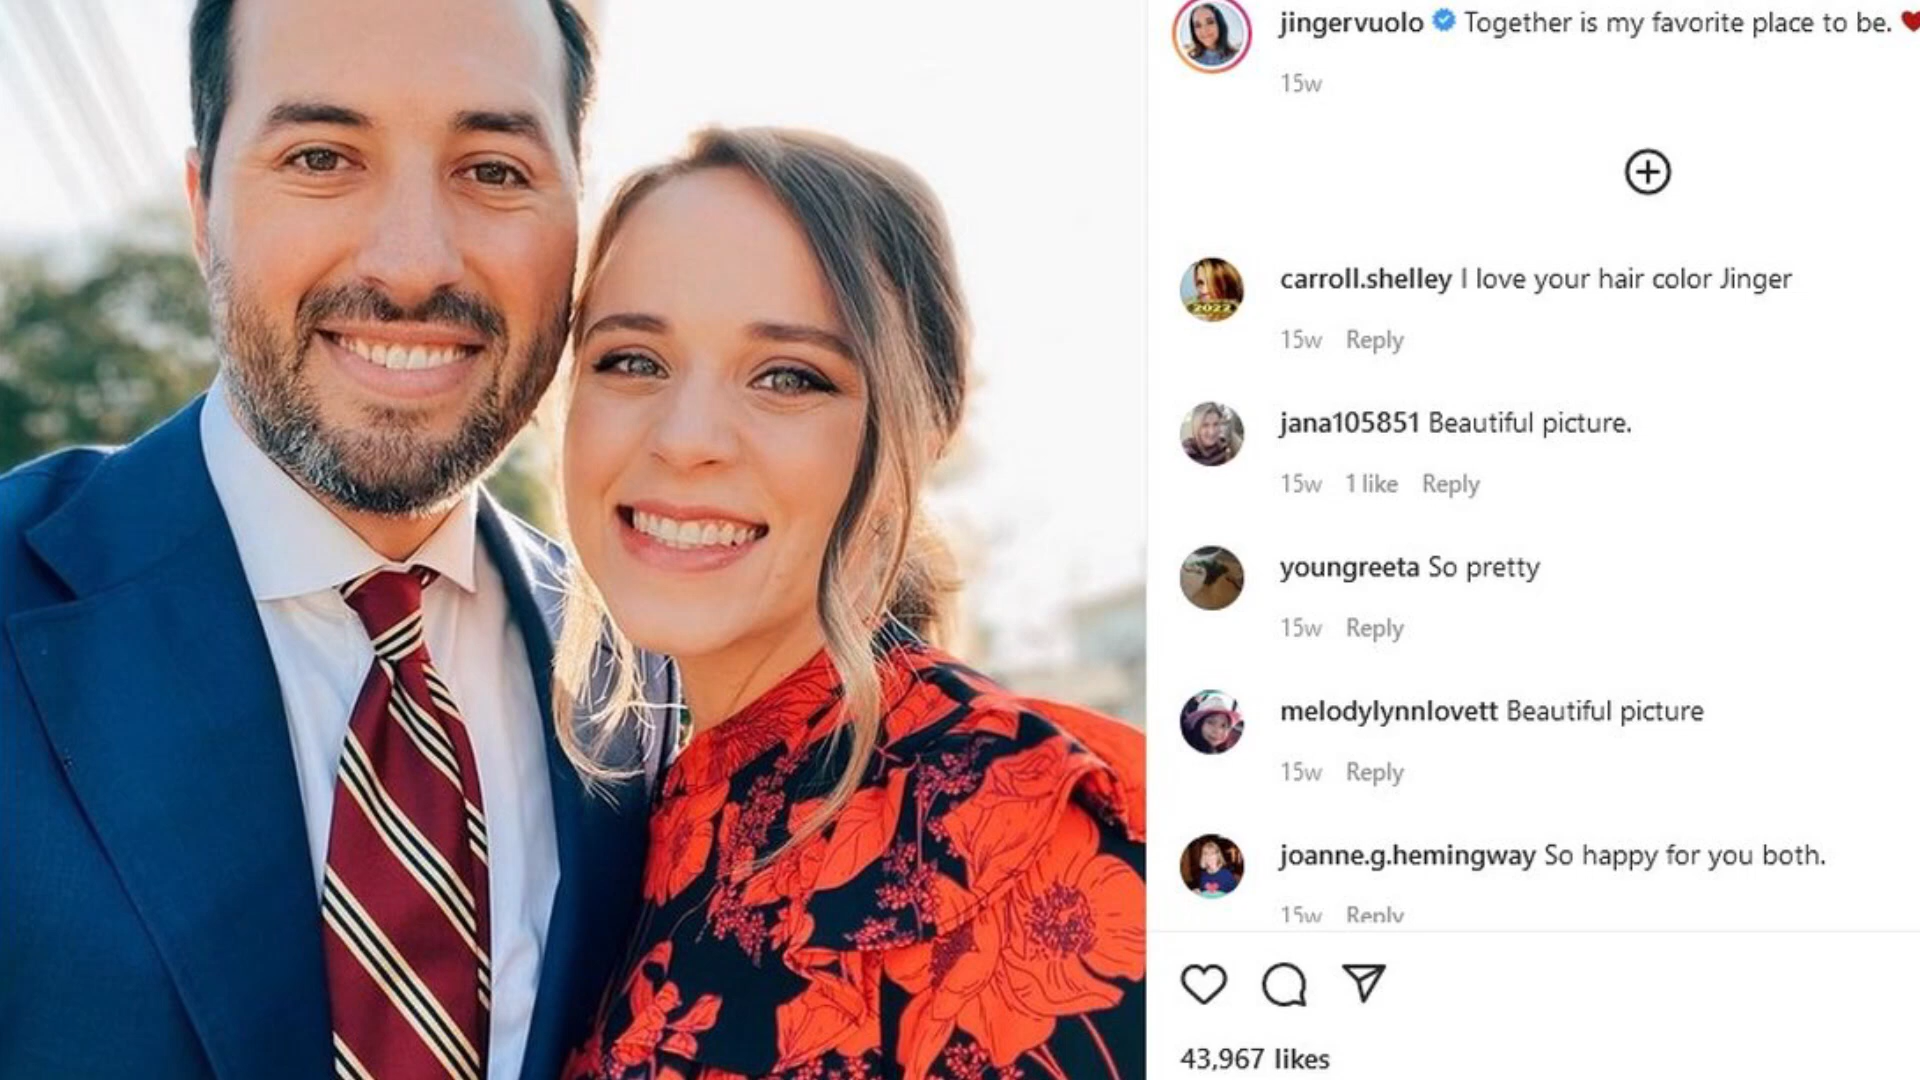 jingervuolo Together is my favorite place to be. ❤
15w
carroll.shelley I love your hair color Jinger
15w Reply
2022
jana105851 Beautiful picture.
15w 1 like Reply
youngreeta So pretty
15w Reply
melodylynnlovett Beautiful picture
15w Reply
joanne.g.hemingway So happy for you both.
15w Reply
43,967 likes